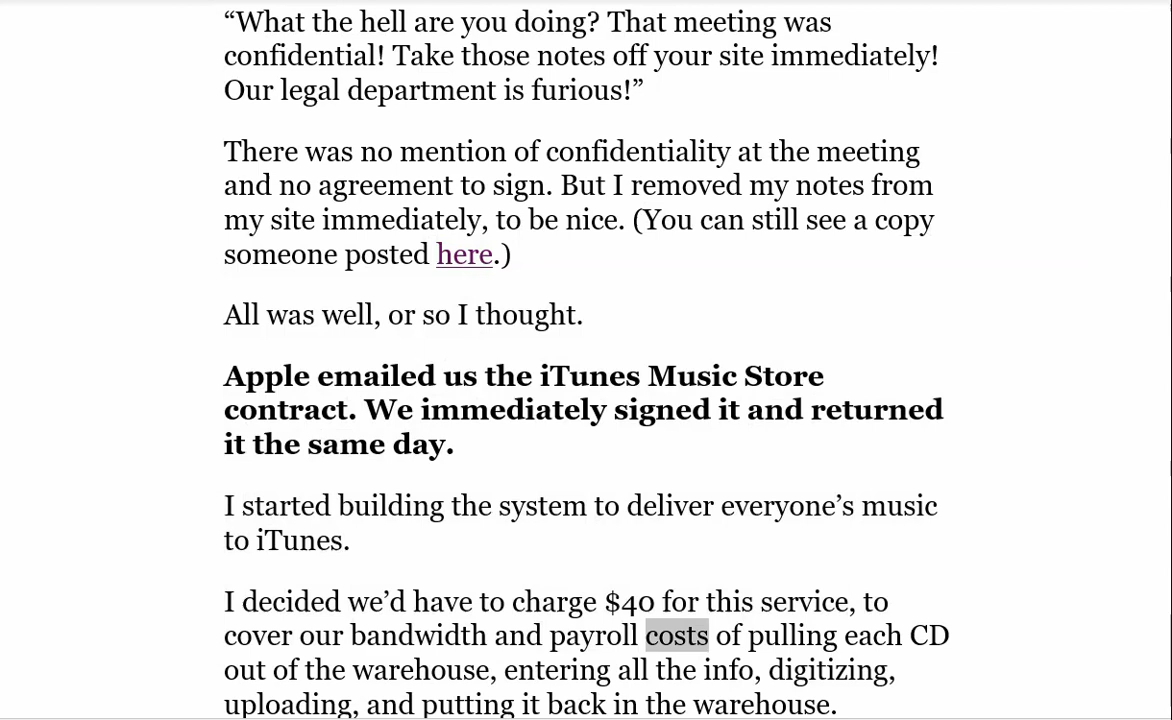 “What the hell are you doing? That meeting was
confidential! Take those notes off your site immediately!
Our legal department is furious!”
There was no mention of confidentiality at the meeting
and no agreement to sign. But I removed my notes from
my site immediately, to be nice. (You can still see a copy
someone posted here.)
All was well, or so I thought.
Apple emailed us the iTunes Music Store
contract. We immediately signed it and returned
it the same day.
I started building the system to deliver everyone’s music
to iTunes.
I decided we’d have to charge $40 for this service, to
cover our bandwidth and payroll costs of pulling each CD
out of the warehouse, entering all the info, digitizing,
uploading, and putting it back in the warehouse.